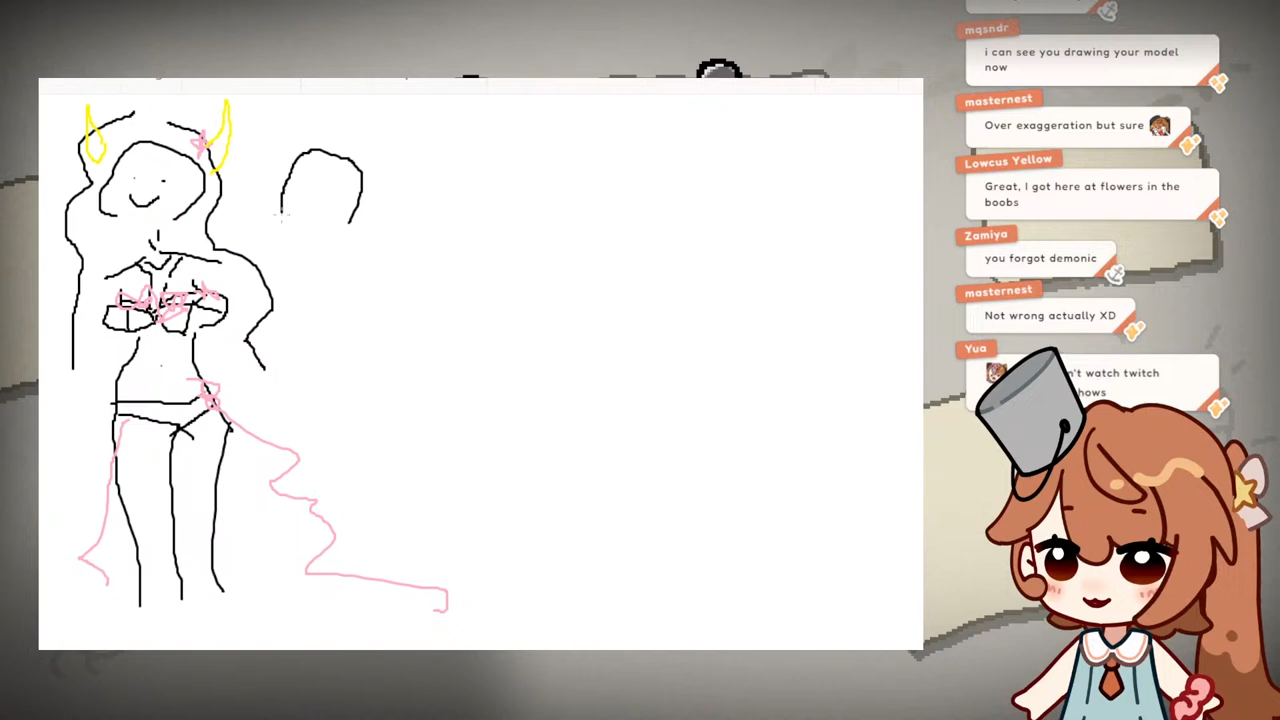 mqsndr
i can see you drawing your model
now
masternest
Over exaggeration but sure
Lowcus Yellow
Great, I got here at flowers in the
boobs
Zamiya
you forgot demonic
masternest
Not wrong actually XD
Yua
watch twitch